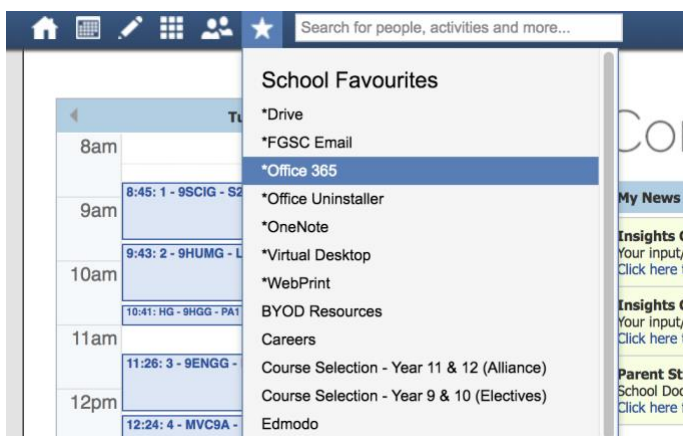 Search for people, activities and more...
School Favourites
*Drive
*FGSC Email
*Office 365
*Office Uninstaller
*OneNote
*Virtual Desktop
*WebPrint
BYOD Resources
Careers
Course Selection - Year 11 & 12 (Alliance)
Course Selection - Year 9 & 10 (Electives)
Edmodo
8am
8:45: 1 - 9SCIG - S2
9am
9:43: 2 - 9HUMG - L
10am
10:41: HG - 9HGG - PA1
11am
11:26: 3 - 9ENGG -
12pm
12:24: 4 - MVC9A -
My News
Insights
Your input/
Click here
Insights
Your input/
Click here
Parent
School
Click here